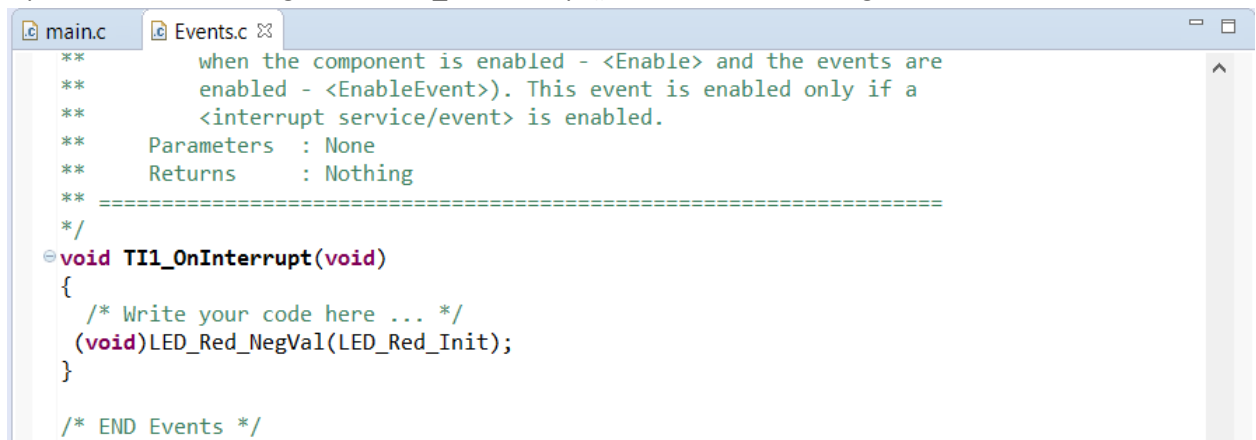 main.c Events.c
** when the component is enabled - <Enable> and the events are
** enabled - <EnableEvent>). This event is enabled only if a
** <interrupt service/event> is enabled.
** Parameters : None
** Returns : Nothing
** ===================================================================
*/
void TI1_OnInterrupt(void)
{
/* Write your code here ... */
(void)LED_Red_NegVal(LED_Red_Init);
}
/* END Events */